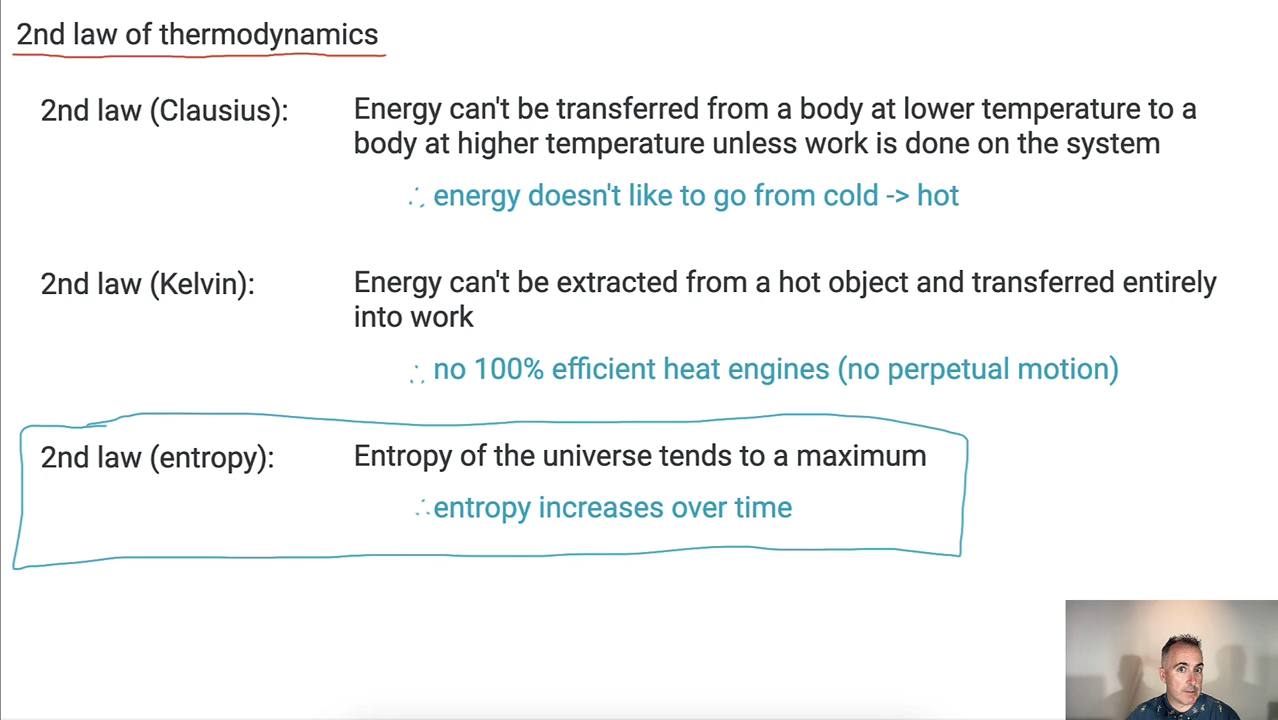 2nd law of thermodynamics
2nd law (Clausius):
Energy can't be transferred from a body at lower temperature to a
body at higher temperature unless work is done on the system
∴ energy doesn't like to go from cold -> hot
2nd law (Kelvin):
Energy can't be extracted from a hot object and transferred entirely
into work
∴ no 100% efficient heat engines (no perpetual motion)
2nd law (entropy):
Entropy of the universe tends to a maximum
∴ entropy increases over time